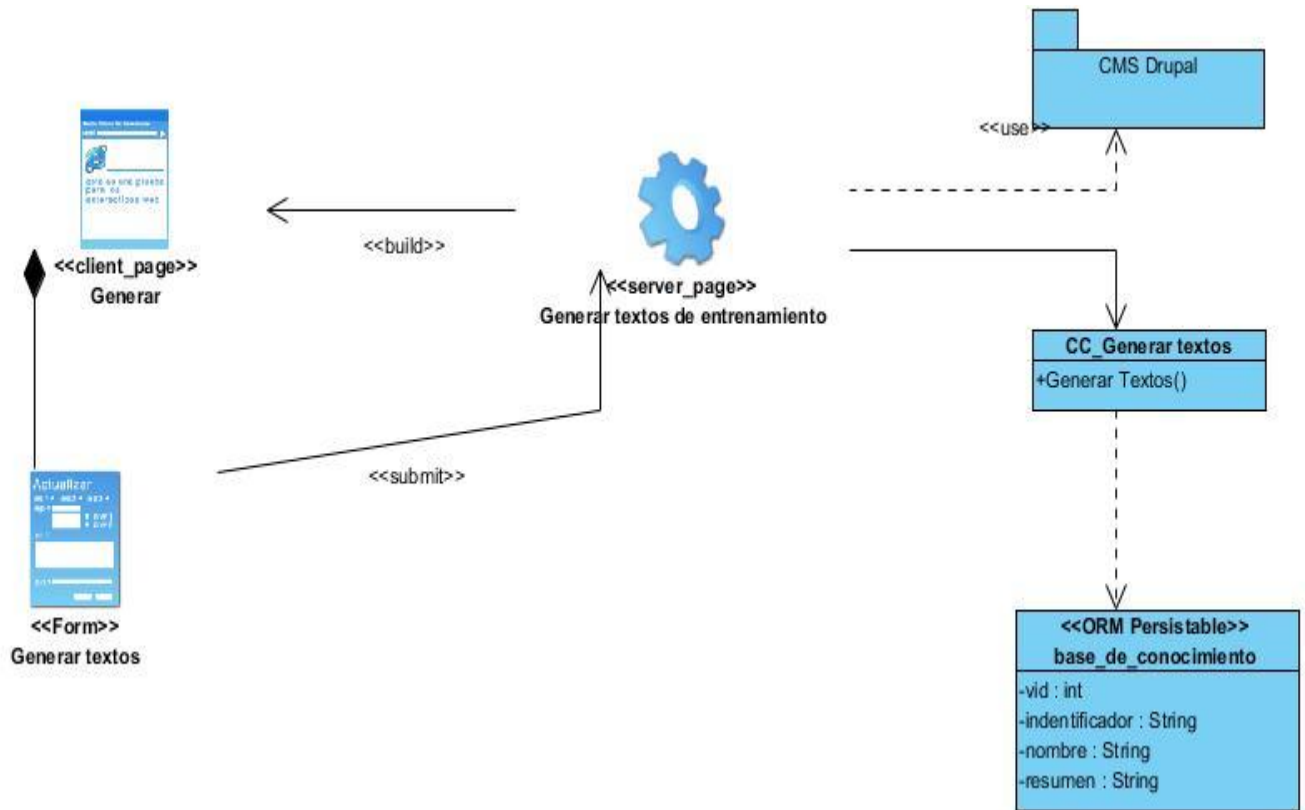 CMS Drupal
<<use>>
<<build>>
<<client_page>>
Generar
<<server_page>>
Generar textos de entrenamiento
CC_Generar textos
+Generar Textos()
<<submit>>
Actualizar
<<Form>>
Generar textos
<<ORM Persistable>>
base_de_conocimiento
-vid : int
-indentificador : String
-nombre : String
-resumen : String